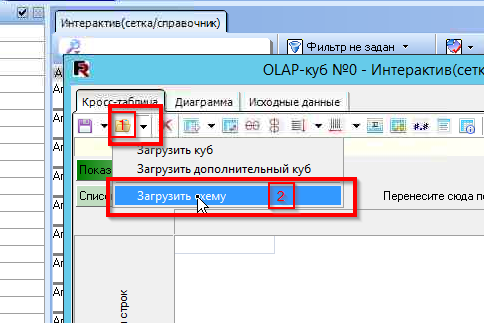 Интерактив(сетка/справочник)
Фильтр не задан
OLAP-куб №0 - Интерактив(сетк
Кросс-таблица Диаграмма Исходные данные
1
Загрузить куб
Загрузить дополнительный куб
Показ
Загрузить схему 2
Списо
Перенесите сюда по
и строк